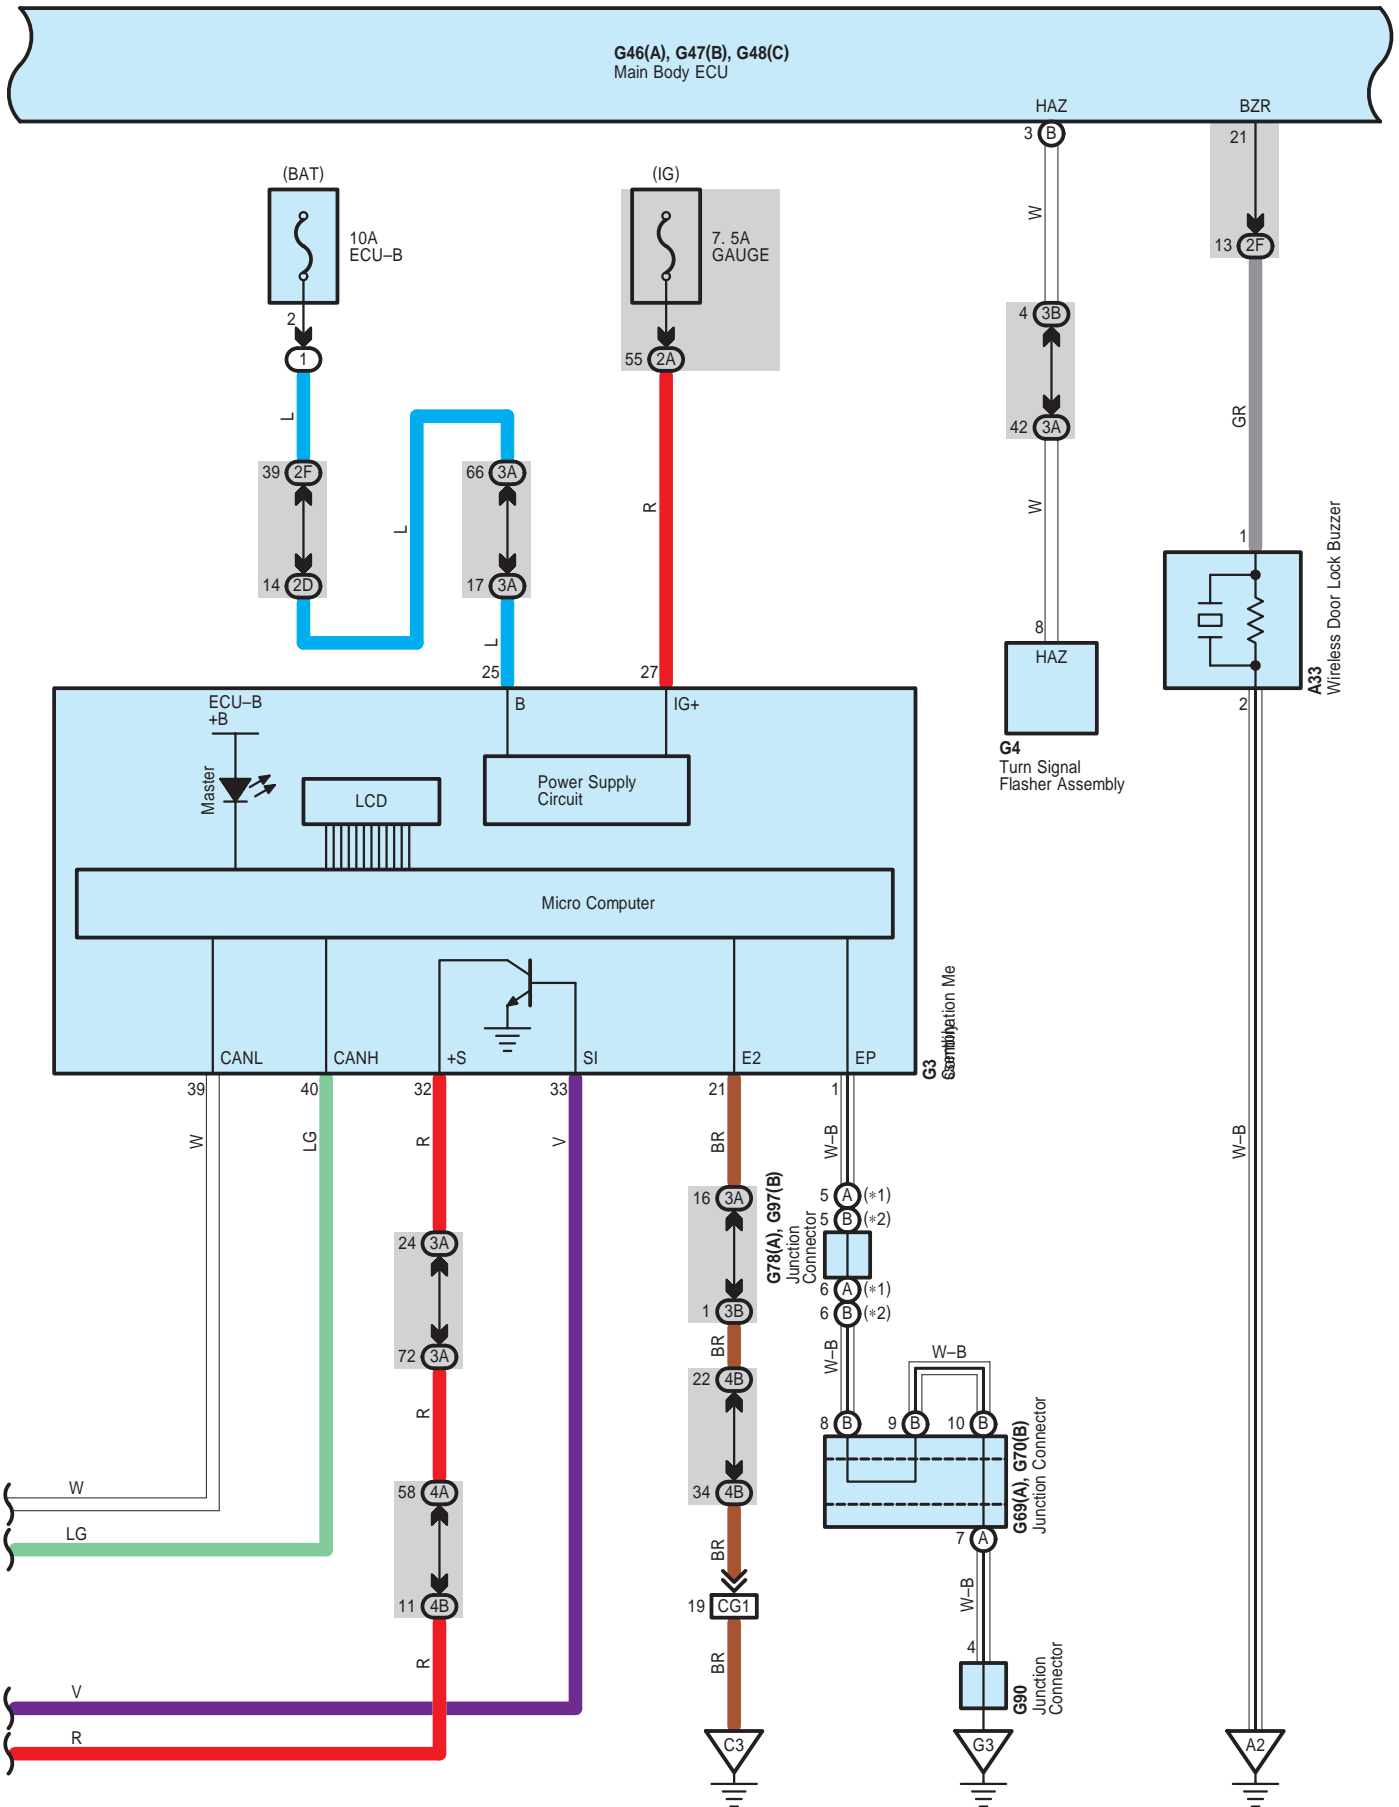 G46(A), G47(B), G48(C)
Main Body ECU
HAZ
BZR
3 B
21
(BAT)
(IG)
W
10A
ECU–B
7. 5A
GAUGE
13 2F
2
1
55 2A
4 3B
L
42 3A
GR
39 2F
66 3A
L
R
W
14 2D
17 3A
1
Wireless Door Lock Buzzer
A33
L
8
25
27
HAZ
2
ECU–B
+B
B
IG+
G4
Turn Signal
Flasher Assembly
Master
LCD
Power Supply
Circuit
Micro Computer
CANL
CANH
+S
SI
E2
EP
G3
39
40
32
33
21
1
W
LG
R
V
BR
W–B
W–B
16 3A
G78(A), G97(B)
Junction
Connector
5 A (*1)
5 B (*2)
24 3A
6 A (*1)
6 B (*2)
1 3B
72 3A
BR
W–B
W–B
22 4B
R
8 B
9 B
10 B
G69(A), G70(B)
Junction Connector
W
58 4A
34 4B
LG
7 A
BR
W–B
11 4B
19 CG1
R
BR
4
G90
Junction
Connector
V
R
C3
G3
A2